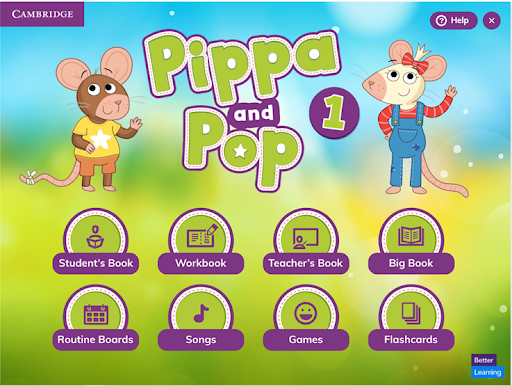 CAMBRIDGE
Help
Pippa
and
Pop
1
Student's Book
Workbook
Teacher's Book
Big Book
Routine Boards
Songs
Games
Flashcards
Better
Learning